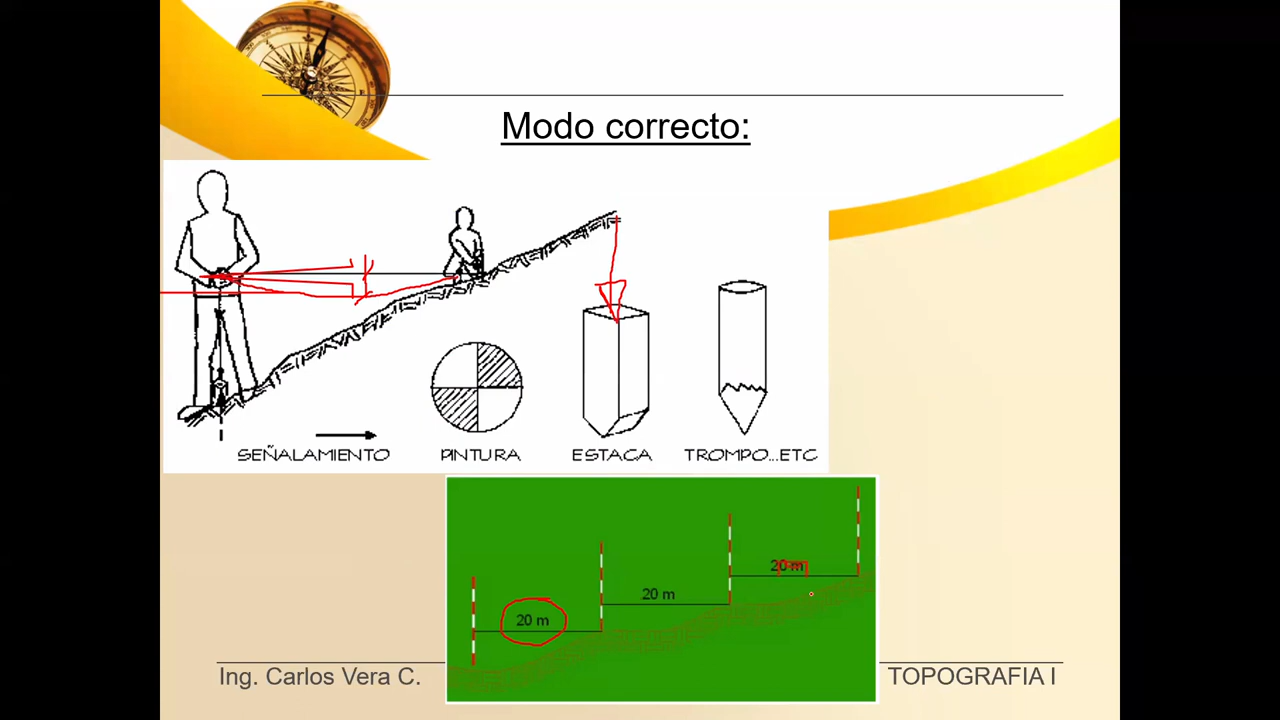 Modo correcto:
SEÑALAMIENTO
PINTURA
ESTACA
TROMPO...ETC
20 m
20 m
20 m
Ing. Carlos Vera C.
TOPOGRAFIA I